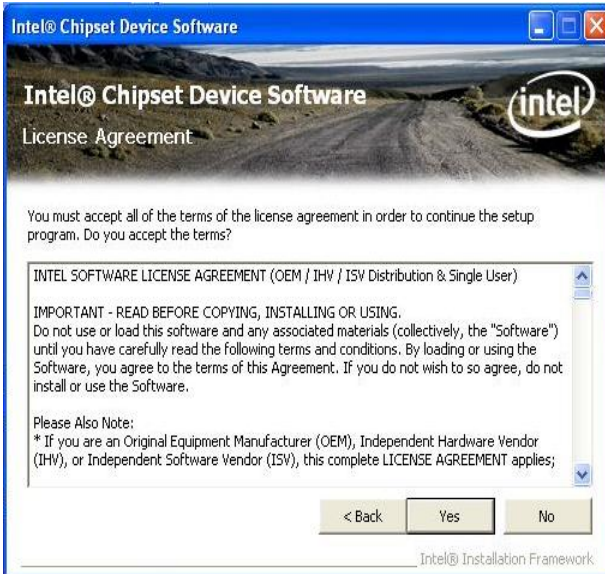 Intel® Chipset Device Software
Intel® Chipset Device Software
intel
License Agreement
You must accept all of the terms of the license agreement in order to continue the setup
program. Do you accept the terms?
INTEL SOFTWARE LICENSE AGREEMENT (OEM / IHV / ISV Distribution & Single User)
IMPORTANT - READ BEFORE COPYING, INSTALLING OR USING.
Do not use or load this software and any associated materials (collectively, the "Software")
until you have carefully read the following terms and conditions. By loading or using the
Software, you agree to the terms of this Agreement. If you do not wish to so agree, do not
install or use the Software.
Please Also Note:
* If you are an Original Equipment Manufacturer (OEM), Independent Hardware Vendor
(IHV), or Independent Software Vendor (ISV), this complete LICENSE AGREEMENT applies;
< Back Yes No
Intel® Installation Framework